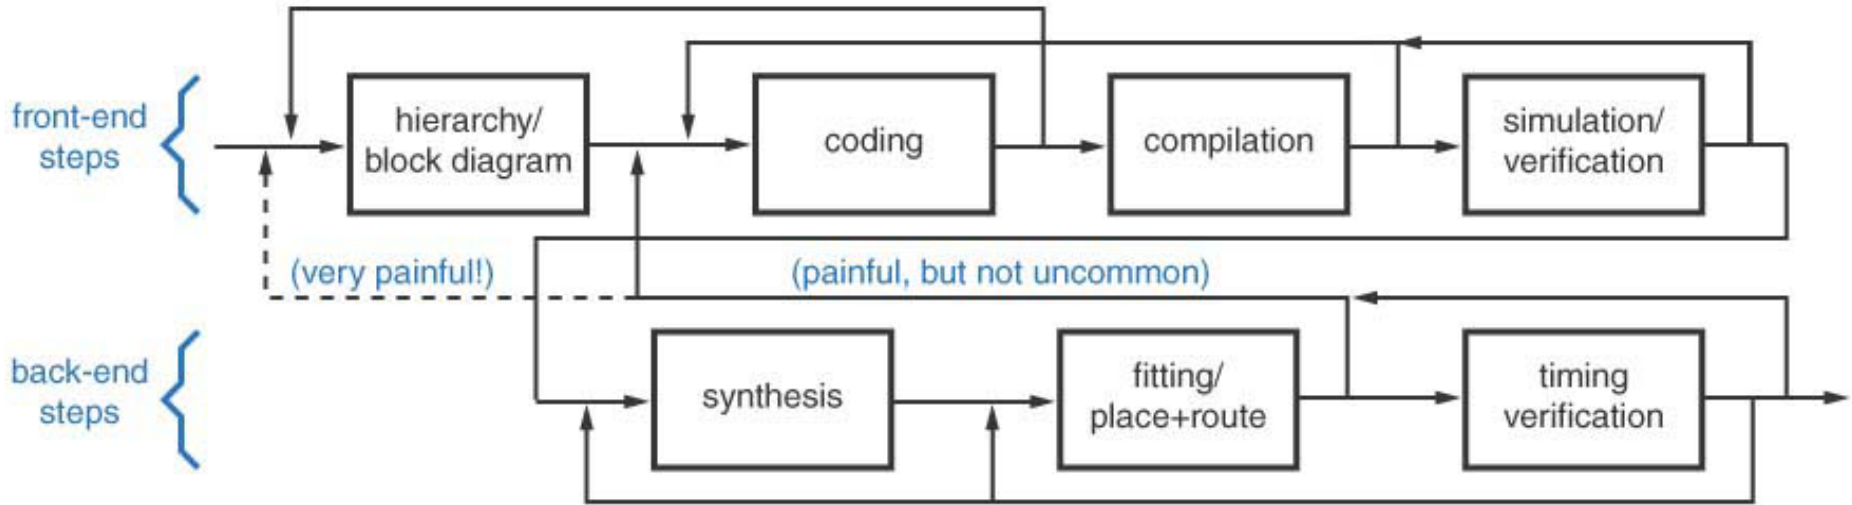 front-end
steps
hierarchy/
block diagram
coding
compilation
simulation/
verification
(very painful!)
(painful, but not uncommon)
back-end
steps
synthesis
fitting/
place+route
timing
verification